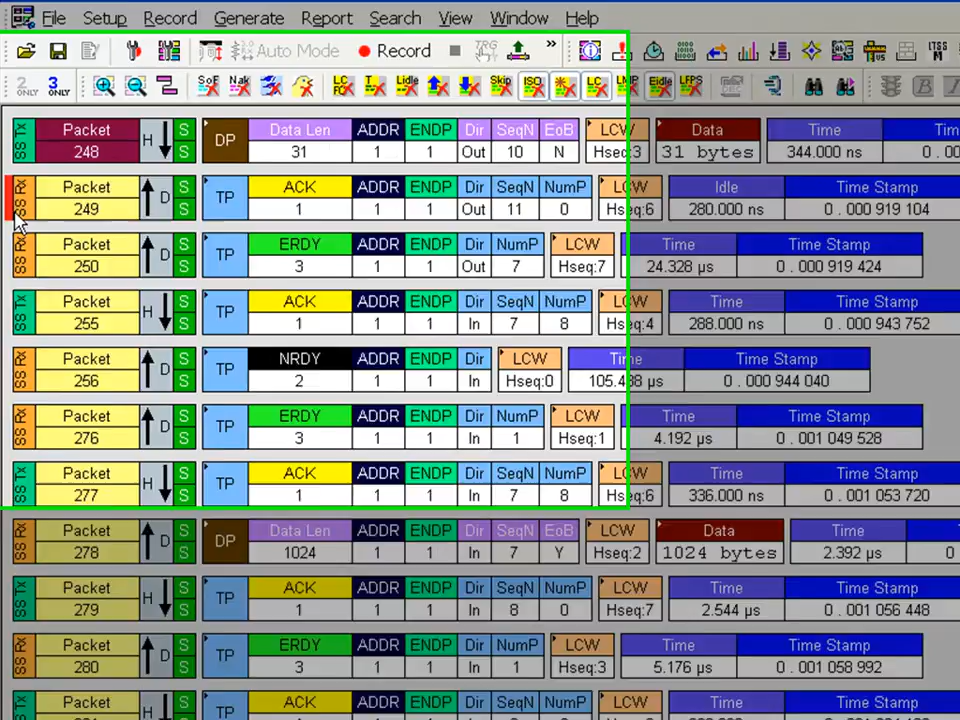 File Setup Record Generate Report Search View Window Help
Auto Mode Record TRG »
2 ONLY 3 ONLY SoF Nak Lidle Skip ISO LC LMP Eidle LFPS
SS Tx Packet H S DP Data Len ADDR ENDP Dir SeqN EoB LCW Data Time Tim
248 S 31 1 1 Out 10 N Hseq:3 31 bytes 344.000 ns 0 . 00
SS Rx Packet D S TP ACK ADDR ENDP Dir SeqN NumP LCW Idle Time Stamp
249 S 1 1 1 Out 11 0 Hseq:6 280.000 ns 0 . 000 919 104
SS Rx Packet D S TP ERDY ADDR ENDP Dir NumP LCW Time Time Stamp
250 S 3 1 1 Out 7 Hseq:7 24.328 µs 0 . 000 919 424
SS Tx Packet H S TP ACK ADDR ENDP Dir SeqN NumP LCW Time Time Stamp
255 S 1 1 1 In 7 8 Hseq:4 288.000 ns 0 . 000 943 752
SS Rx Packet D S TP NRDY ADDR ENDP Dir LCW Time Time Stamp
256 S 2 1 1 In Hseq:0 105.488 µs 0 . 000 944 040
SS Rx Packet D S TP ERDY ADDR ENDP Dir NumP LCW Time Time Stamp
276 S 3 1 1 In 1 Hseq:1 4.192 µs 0 . 001 049 528
SS Tx Packet H S TP ACK ADDR ENDP Dir SeqN NumP LCW Time Time Stamp
277 S 1 1 1 In 7 8 Hseq:6 336.000 ns 0 . 001 053 720
SS Rx Packet D S DP Data Len ADDR ENDP Dir SeqN EoB LCW Data Time
278 S 1024 1 1 In 7 Y Hseq:2 1024 bytes 2.392 µs 0
SS Tx Packet H S TP ACK ADDR ENDP Dir SeqN NumP LCW Time Time Stamp
279 S 1 1 1 In 8 0 Hseq:7 2.544 µs 0 . 001 056 448
SS Rx Packet D S TP ERDY ADDR ENDP Dir NumP LCW Time Time Stamp
280 S 3 1 1 In 1 Hseq:3 5.176 µs 0 . 001 058 992
Packet H S TP ACK ADDR ENDP Dir SeqN NumP LCW Time Time Stamp